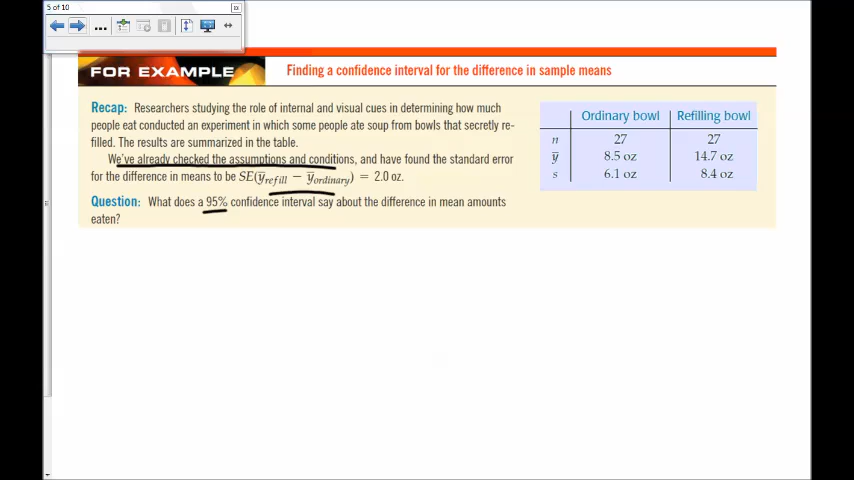 5 of 10
...
FOR EXAMPLE
Finding a confidence interval for the difference in sample means
Recap: Researchers studying the role of internal and visual cues in determining how much
people eat conducted an experiment in which some people ate soup from bowls that secretly re-
filled. The results are summarized in the table.
We've already checked the assumptions and conditions, and have found the standard error
for the difference in means to be SE(y̅refill − y̅ordinary) = 2.0 oz.
Question: What does a 95% confidence interval say about the difference in mean amounts
eaten?
Ordinary bowl Refilling bowl
n 27 27
y̅ 8.5 oz 14.7 oz
s 6.1 oz 8.4 oz